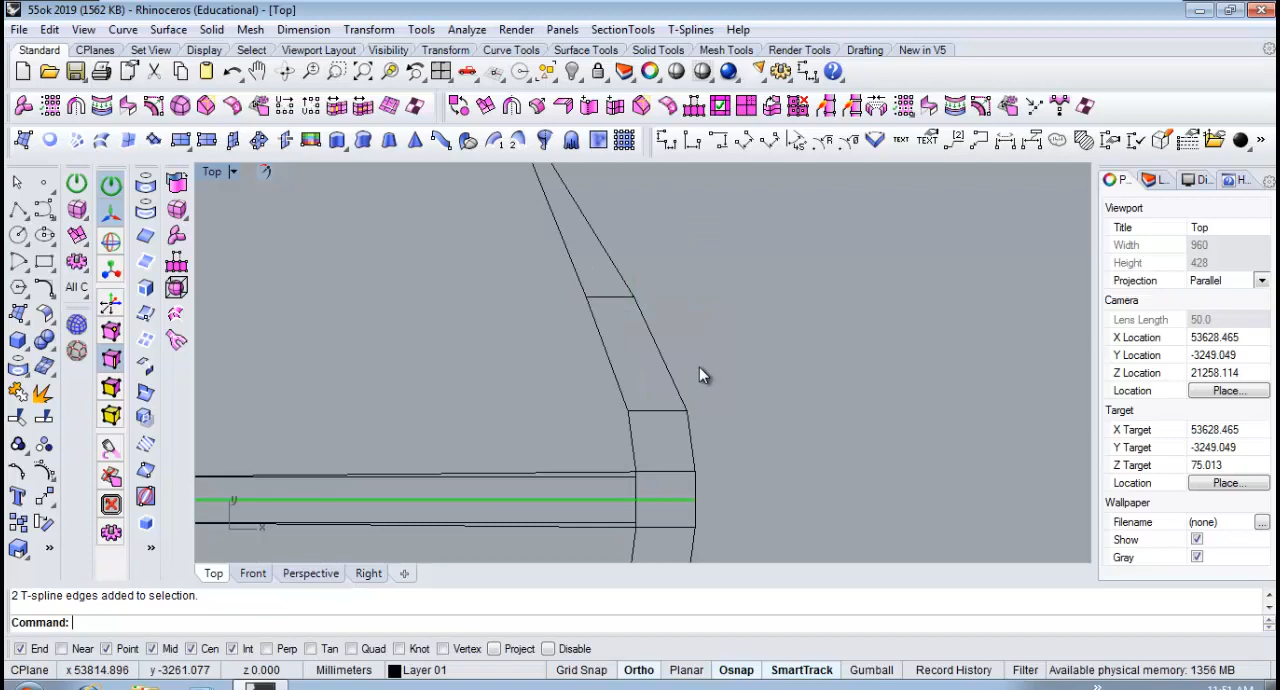 55ok 2019 (1562 KB) - Rhinoceros (Educational) - [Top]
File Edit View Curve Surface Solid Mesh Dimension Transform Tools Analyze Render Panels SectionTools T-Splines Help
Standard CPlanes Set View Display Select Viewport Layout Visibility Transform Curve Tools Surface Tools Solid Tools Mesh Tools Render Tools Drafting New in V5
TEXT TEXT
Top
P... L... Di... H...
Viewport
Title Top
Width 960
Height 428
Projection Parallel
Camera
Lens Length 50.0
X Location 53628.465
Y Location -3249.049
Z Location 21258.114
Location Place...
Target
X Target 53628.465
Y Target -3249.049
Z Target 75.013
Location Place...
Wallpaper
Filename (none) ...
Show
Gray
All C
y
x
Top Front Perspective Right
2 T-spline edges added to selection.
Command:
End Near Point Mid Cen Int Perp Tan Quad Knot Vertex Project Disable
CPlane x 53814.896 y -3261.077 z 0.000 Millimeters Layer 01 Grid Snap Ortho Planar Osnap SmartTrack Gumball Record History Filter Available physical memory: 1356 MB